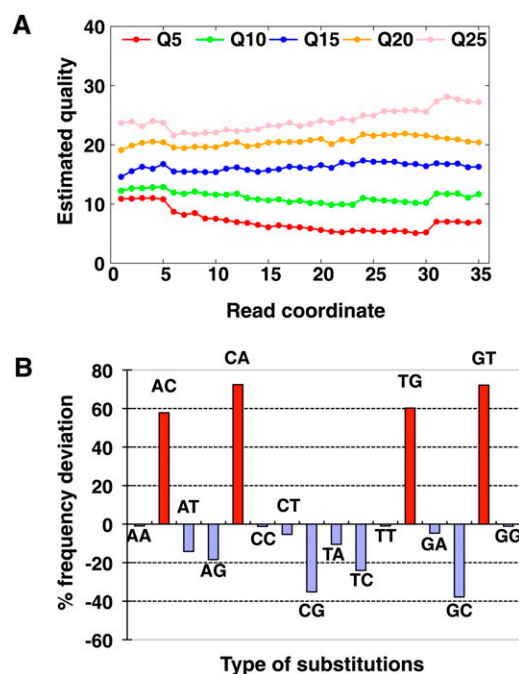 A
Q5 Q10 Q15 Q20 Q25
40
30
20
10
0
0 5 10 15 20 25 30 35
Estimated quality
Read coordinate
B
80
60
40
20
0
-20
-40
-60
% frequency deviation
AA AC AT AG CA CC CT CG TA TC TT TG GA GC GT GG
Type of substitutions